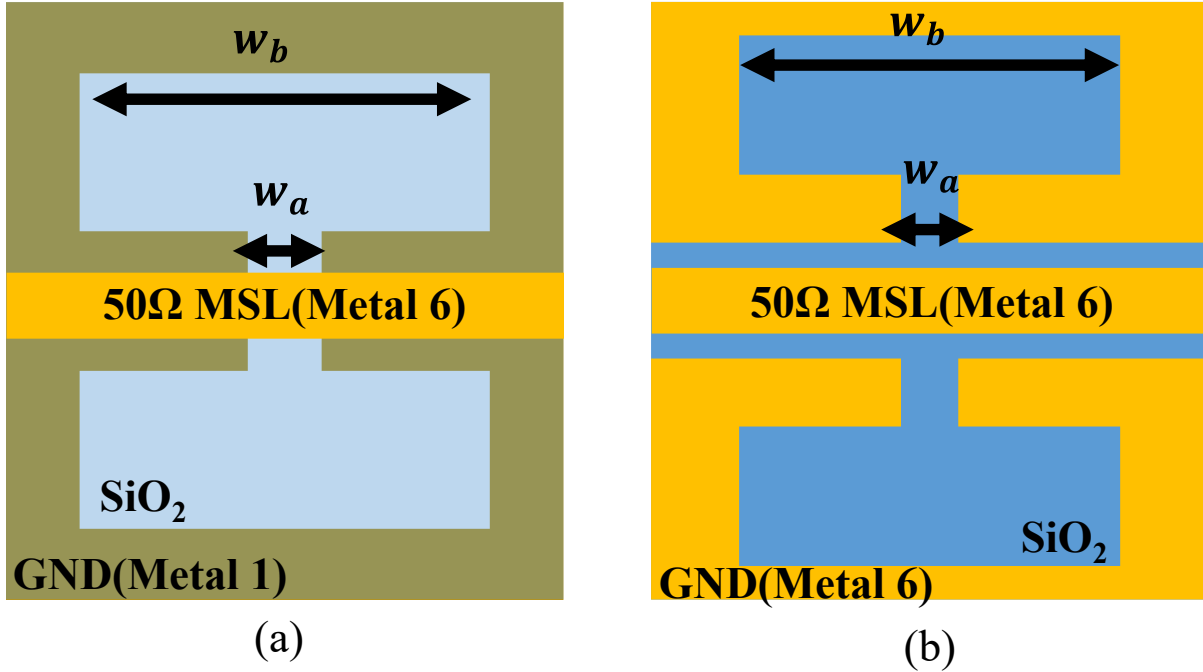 w_b
w_a
50Ω MSL(Metal 6)
SiO₂
GND(Metal 1)
(a)
w_b
w_a
50Ω MSL(Metal 6)
SiO₂
GND(Metal 6)
(b)